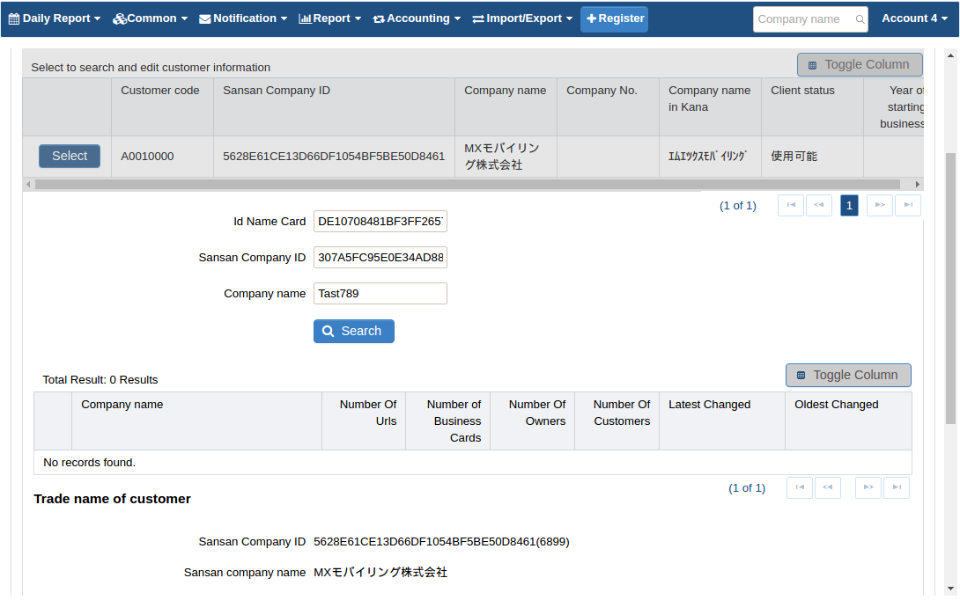 Daily Report Common Notification Report Accounting Import/Export Register Company name Account 4
Select to search and edit customer information Toggle Column
Customer code Sansan Company ID Company name Company No. Company name in Kana Client status Year of starting business
Select A0010000 5628E61CE13D66DF1054BF5BE50D8461 MXモバイリング株式会社 ｴﾑｴｯｸｽﾓﾊﾞｲﾘﾝｸﾞ 使用可能
(1 of 1) 1
Id Name Card DE10708481BF3FF265
Sansan Company ID 307A5FC95E0E34AD88
Company name Tast789
Search
Total Result: 0 Results Toggle Column
Company name Number Of Urls Number of Business Cards Number Of Owners Number Of Customers Latest Changed Oldest Changed
No records found.
(1 of 1)
Trade name of customer
Sansan Company ID 5628E61CE13D66DF1054BF5BE50D8461(6899)
Sansan company name MXモバイリング株式会社